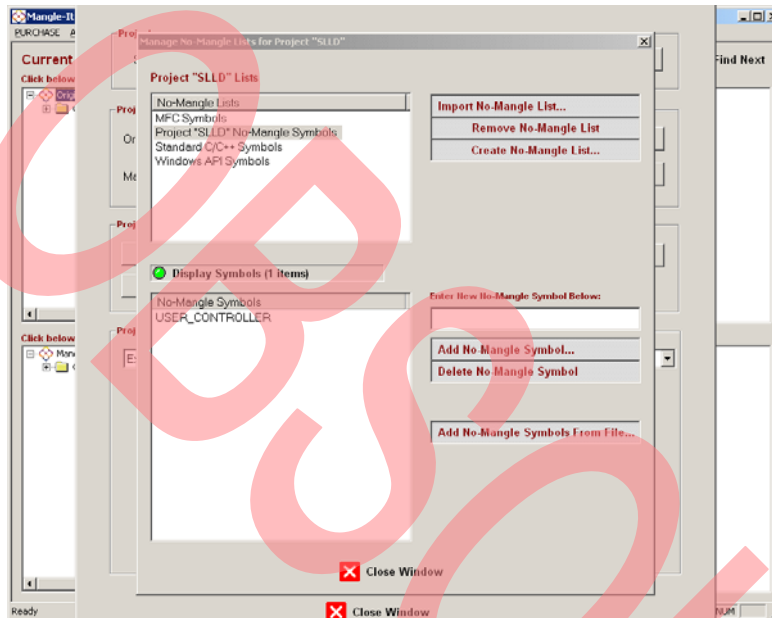 Mangle-It
PURCHASE
Current
Click below
Manage No-Mangle Lists for Project "SLLD"
Project "SLLD" Lists
No-Mangle Lists
MFC Symbols
Project "SLLD" No-Mangle Symbols
Standard C/C++ Symbols
Windows API Symbols
Import No-Mangle List...
Remove No-Mangle List
Create No-Mangle List...
Find Next
Display Symbols (1 items)
No-Mangle Symbols
USER_CONTROLLER
Enter New No-Mangle Symbol Below:
Add No-Mangle Symbol...
Delete No-Mangle Symbol
Add No-Mangle Symbols From File...
Click below
Close Window
Close Window
Ready
NUM